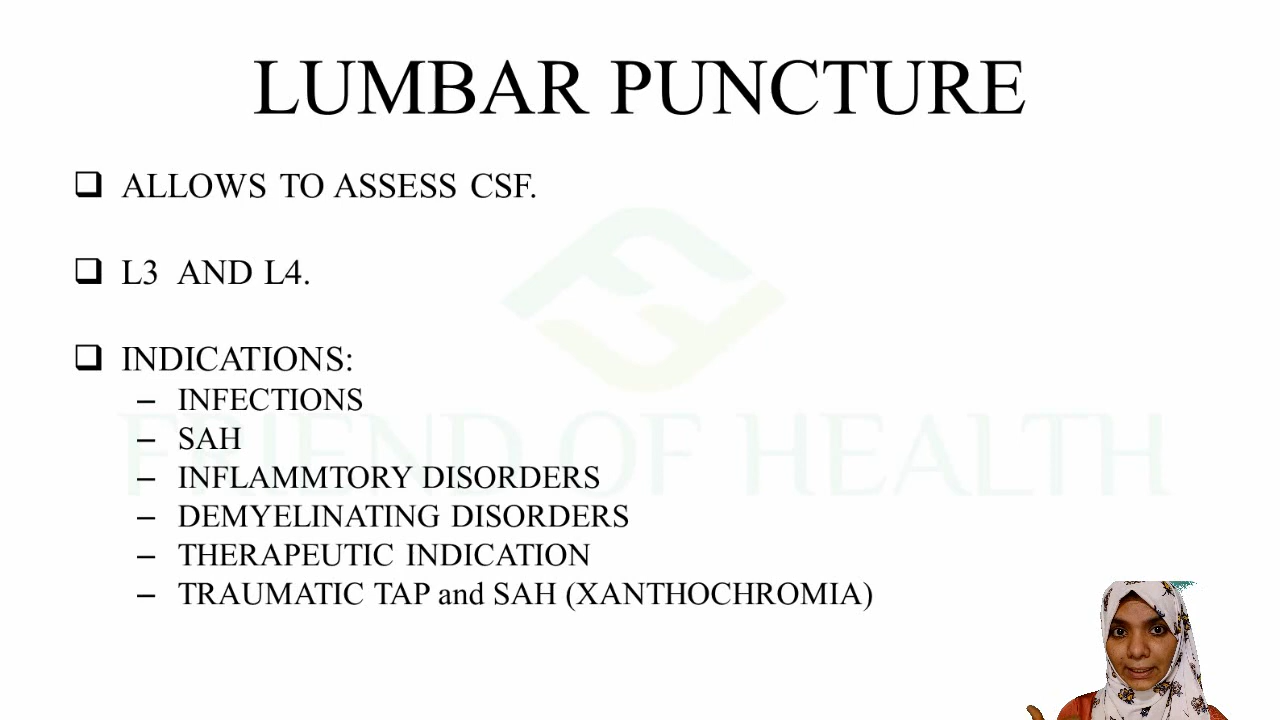 LUMBAR PUNCTURE
ALLOWS TO ASSESS CSF.
L3 AND L4.
INDICATIONS:
– INFECTIONS
– SAH
– INFLAMMTORY DISORDERS
– DEMYELINATING DISORDERS
– THERAPEUTIC INDICATION
– TRAUMATIC TAP and SAH (XANTHOCHROMIA)
FRIEND OF HEALTH